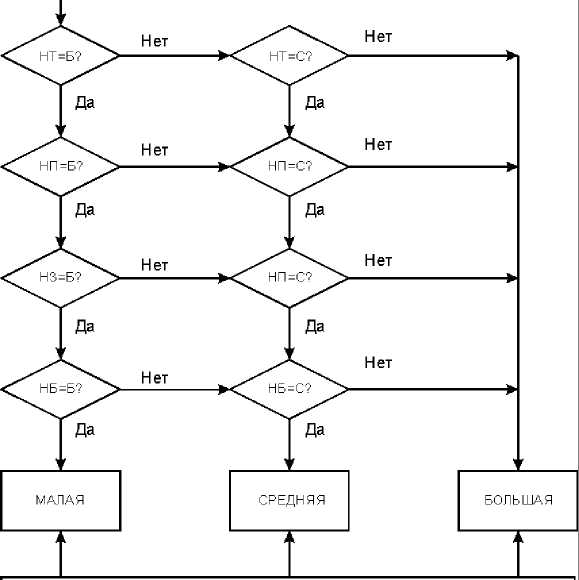 НТ=Б? Нет НТ=С? Нет
Да Да
НП=Б? Нет НП=С? Нет
Да Да
НЗ=Б? Нет НП=С? Нет
Да Да
НБ=Б? Нет НБ=С? Нет
Да Да
МАЛАЯ СРЕДНЯЯ БОЛЬШАЯ